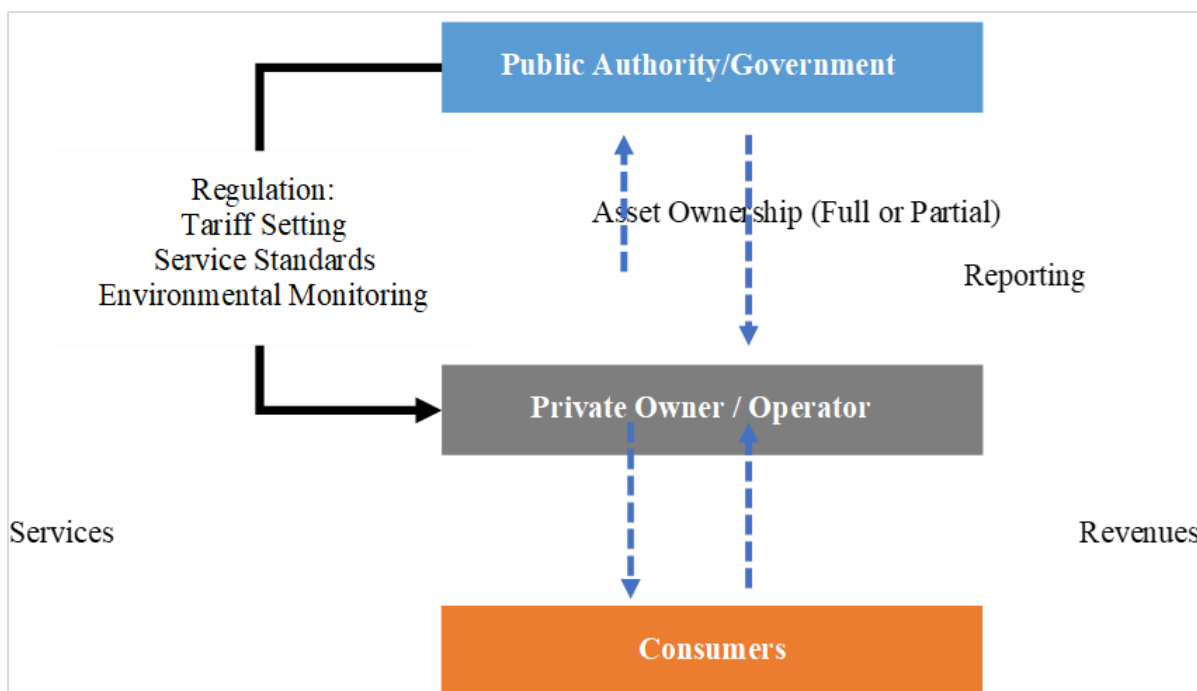 Public Authority/Government
Regulation:
Tariff Setting
Service Standards
Environmental Monitoring
Asset Ownership (Full or Partial)
Reporting
Private Owner / Operator
Services
Revenues
Consumers